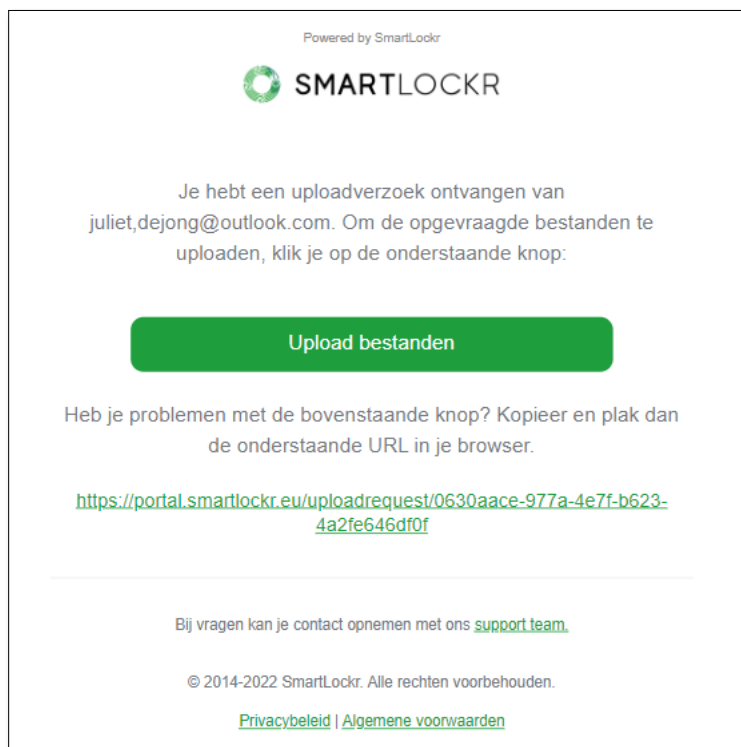 Powered by SmartLockr
SMARTLOCKR
Je hebt een uploadverzoek ontvangen van
juliet,dejong@outlook.com. Om de opgevraagde bestanden te
uploaden, klik je op de onderstaande knop:
Upload bestanden
Heb je problemen met de bovenstaande knop? Kopieer en plak dan
de onderstaande URL in je browser.
https://portal.smartlockr.eu/uploadrequest/0630aace-977a-4e7f-b623-
4a2fe646df0f
Bij vragen kan je contact opnemen met ons support team.
© 2014-2022 SmartLockr. Alle rechten voorbehouden.
Privacybeleid | Algemene voorwaarden